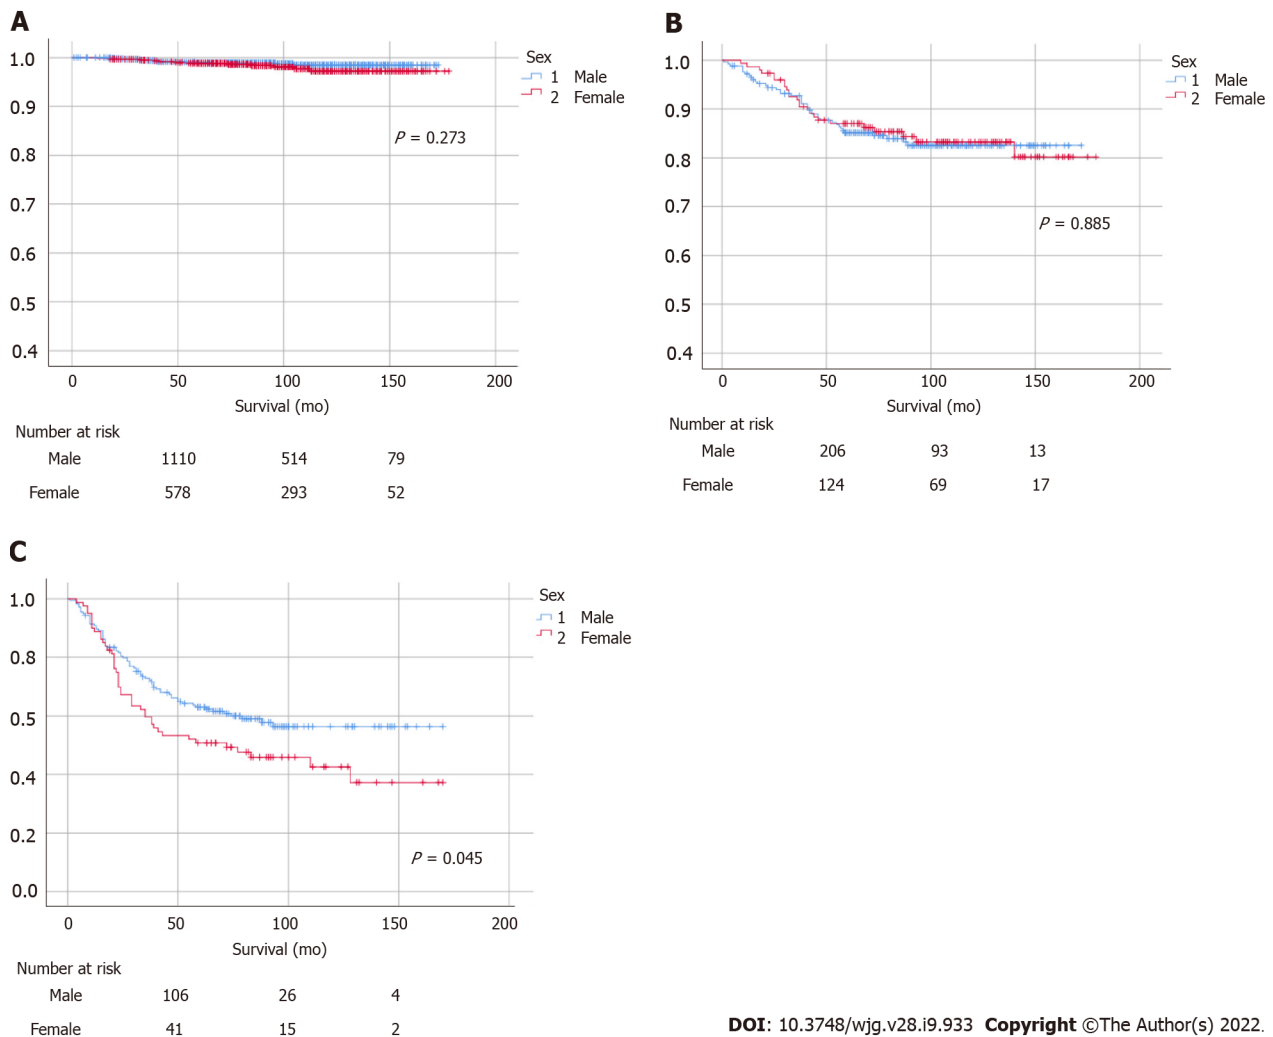 A
1.0
0.9
0.8
0.7
0.6
0.5
0.4
0 50 100 150 200
Survival (mo)
Sex
1 Male
2 Female
P = 0.273
Number at risk
Male 1110 514 79
Female 578 293 52
B
1.0
0.9
0.8
0.7
0.6
0.5
0.4
0 50 100 150 200
Survival (mo)
Sex
1 Male
2 Female
P = 0.885
Number at risk
Male 206 93 13
Female 124 69 17
C
1.0
0.8
0.5
0.4
0.2
0.0
0 50 100 150 200
Survival (mo)
Sex
1 Male
2 Female
P = 0.045
Number at risk
Male 106 26 4
Female 41 15 2
DOI: 10.3748/wjg.v28.i9.933 Copyright ©The Author(s) 2022.